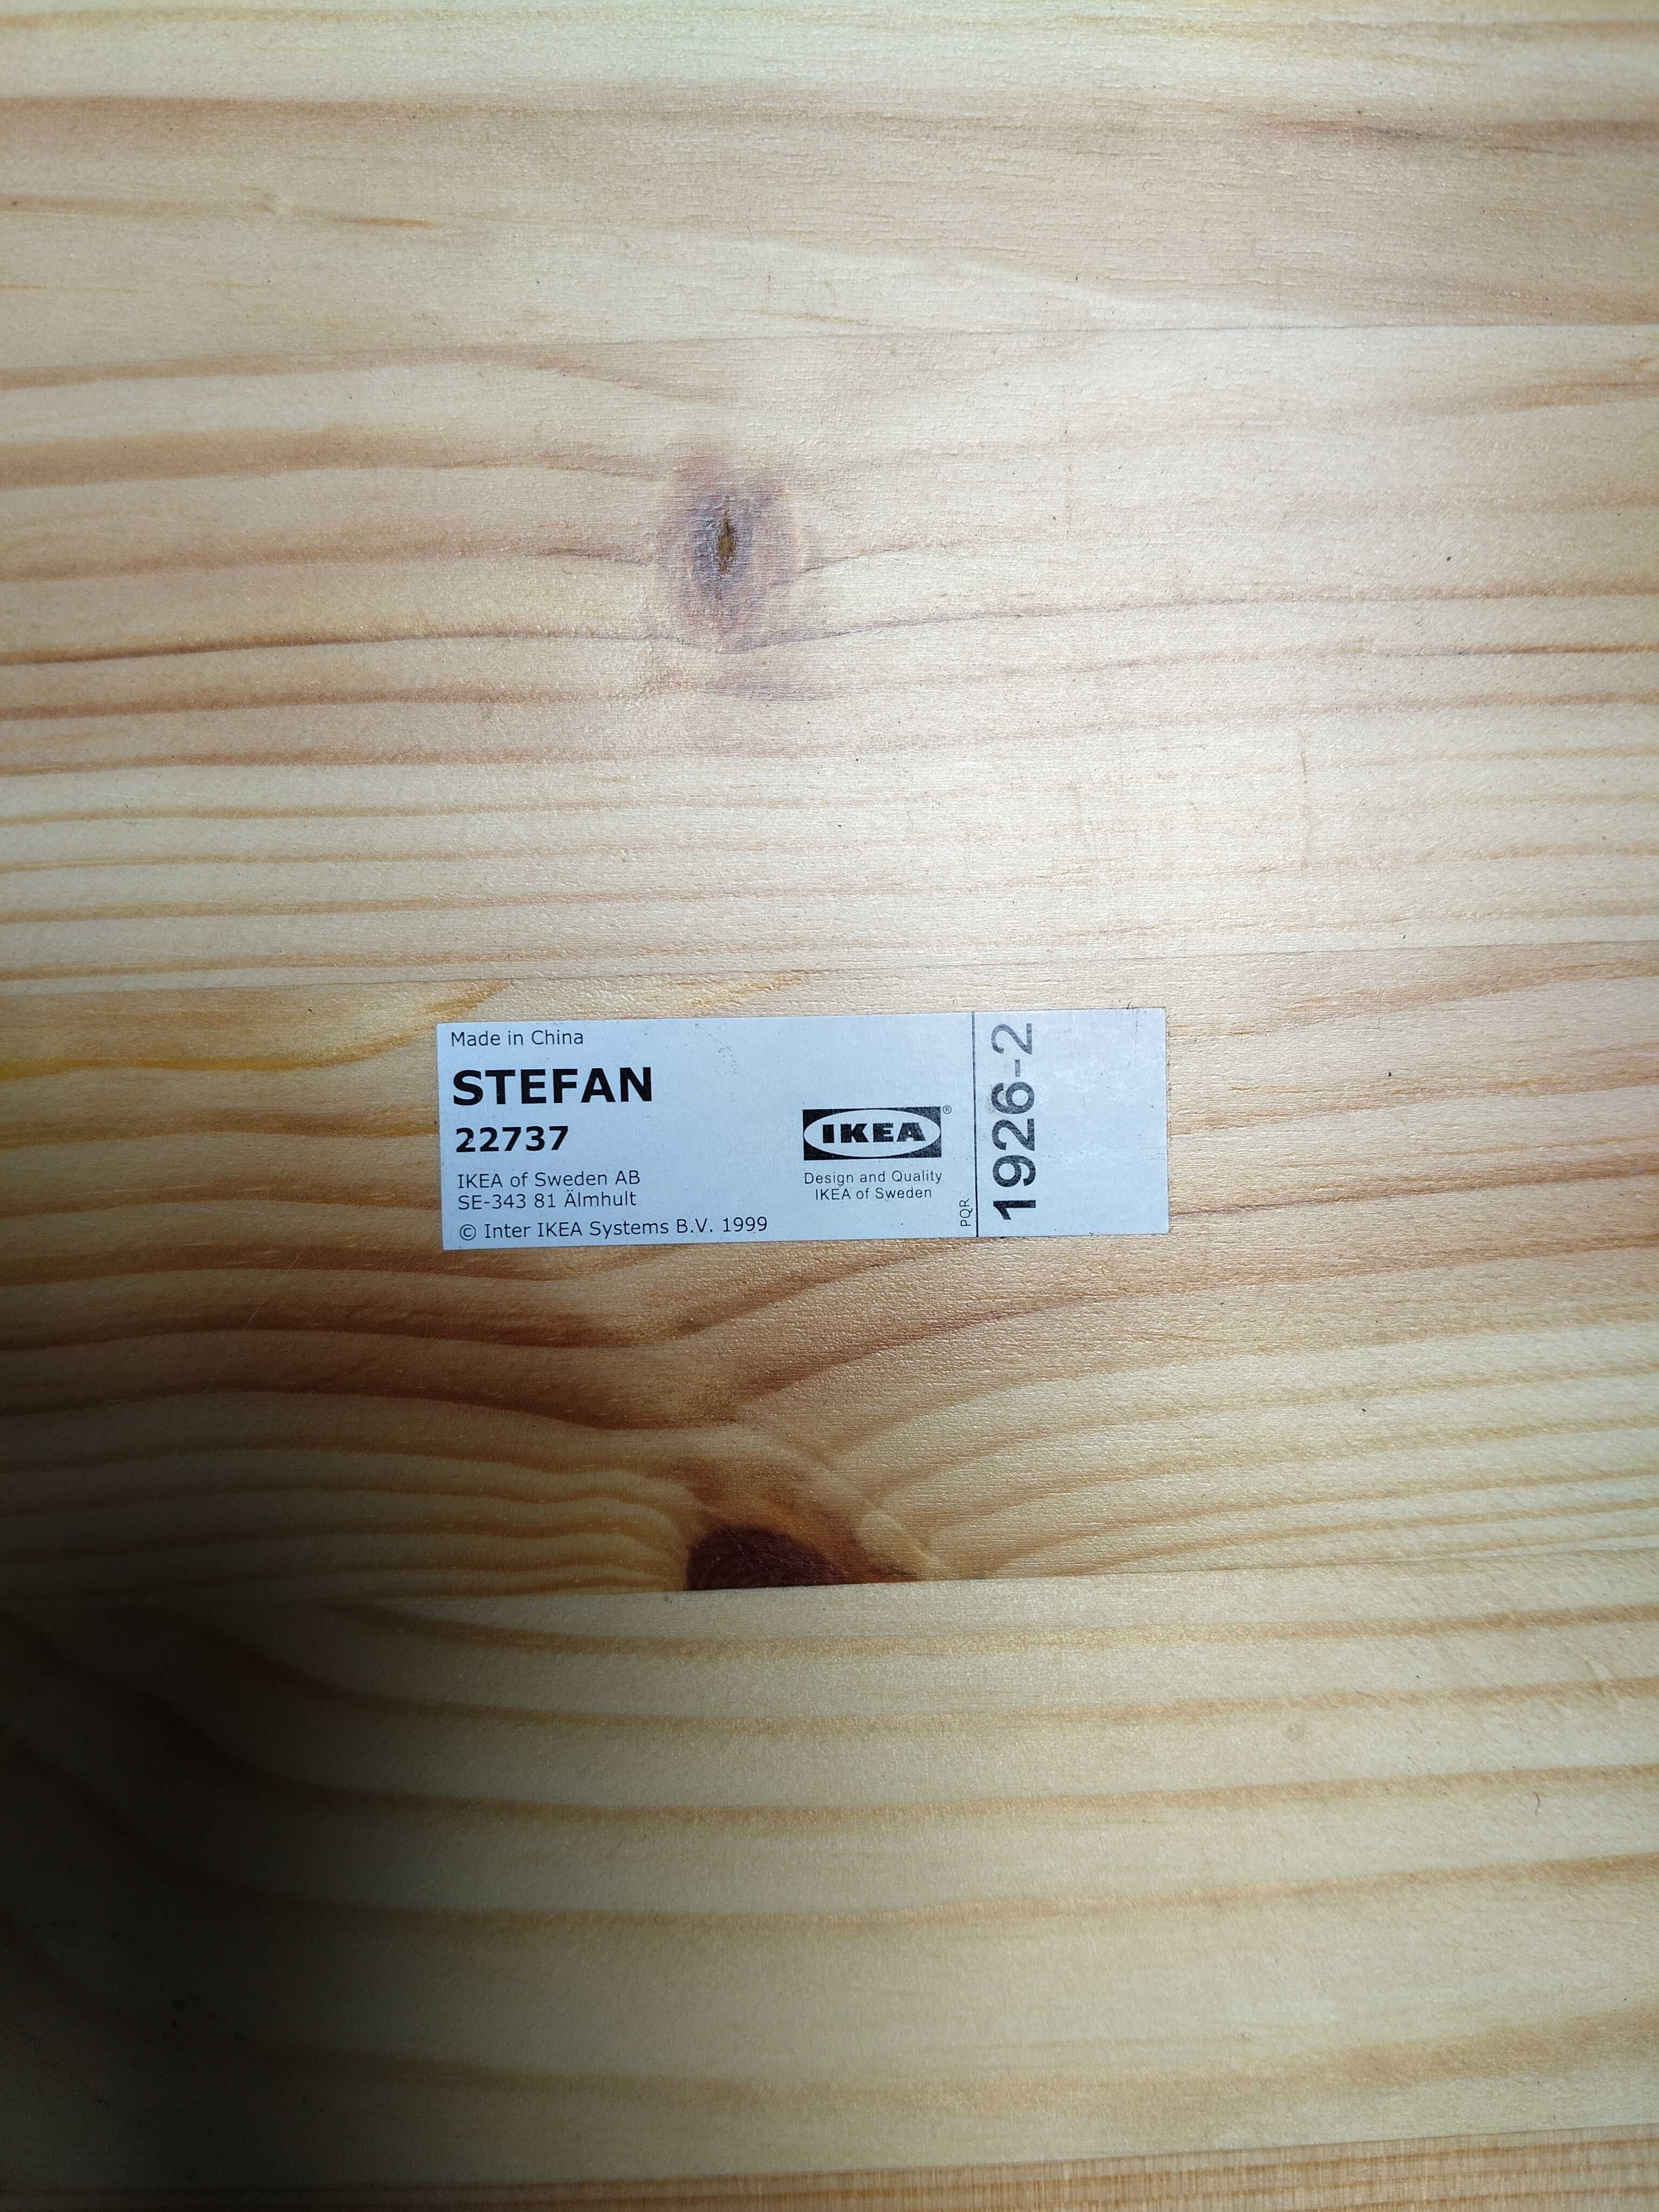 Made in China
STEFAN
22737
IKEA of Sweden AB
SE-343 81 Älmhult
© Inter IKEA Systems B.V. 1999
IKEA®
Design and Quality
IKEA of Sweden
PQR
1926-2